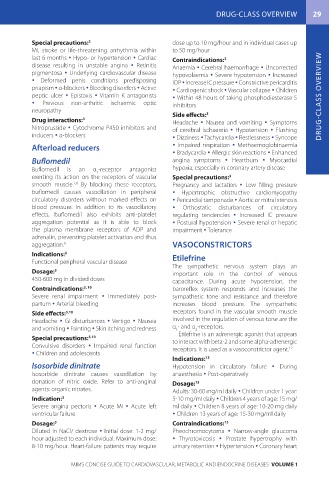 DRUG-CLASS OVERVIEW 29
Special precautions:3
MI, stroke or life-threatening arrhythmia within
last 6 months • Hypo- or hypertension • Cardiac
disease resulting in unstable angina • Retinitis
pigmentosa • Underlying cardiovascular disease
• Deformed penis conditions predisposing
priapism • α-blockers • Bleeding disorders • Active
peptic ulcer • Epistaxis • Vitamin K antagonists
• Previous non-arthritic ischaemic optic
neuropathy
Drug interactions:3
Nitroprusside • Cytochrome P450 inhibitors and
inducers • α-blockers
Afterload reducers
Buflomedil
Buflomedil is an α2-receptor antagonist
exerting its action on the receptors of vascular
smooth muscle. By blocking these receptors,
buflomedil causes vasodilation in peripheral
circulatory disorders without marked effects on
blood pressure. In addition to its vasodilatory
effects, buflomedil also exhibits anti-platelet
aggregation potential as it is able to block
the plasma membrane receptors of ADP and
adrenalin, preventing platelet activation and thus
aggregation.
Indications:
Functional peripheral vascular disease
Dosage:
450-600 mg in divided doses
Contraindications:
Severe renal impairment • Immediately post-
partum • Arterial bleeding
Side effects:
Headache • GI disturbances • Vertigo • Nausea
and vomiting • Fainting • Skin itching and redness
Special precautions:
Convulsive disorders • Impaired renal function
• Children and adolescents
Isosorbide dinitrate
Isosorbide dinitrate causes vasodilation by
donation of nitric oxide. Refer to anti-anginal
agents: organic nitrates.
Indication:3
Severe angina pectoris • Acute MI • Acute left
ventricular failure
Dosage:3
Diluted in NaCl/ dextrose • Initial dose: 1-2 mg/
hour adjusted to each individual. Maximum dose:
8-10 mg/hour. Heart-failure patients may require
dose up to 10 mg/hour and in individual cases up
to 50 mg/hour
Contraindications:3
Anaemia • Cerebral haemorrhage • Uncorrected
hypovolaemia • Severe hypotension • Increased
IOP • Increased ICP pressure • Constrictive pericarditis
• Cardiogenic shock • Vascular collapse • Children
• Within 48 hours of taking phosphodiesterase 5
inhibitors
Side effects:3
Headache • Nausea and vomiting • Symptoms
of cerebral ischaemia • Hypotension • Flushing
• Dizziness • Tachycardia • Restlessness • Syncope
• Impaired respiration • Methaemoglobinaemia
• Bradycardia • Allergic skin reactions • Enhanced
angina symptoms • Heartburn • Myocardial
hypoxia, especially in coronary artery disease
Special precautions:3
Pregnancy and lactation • Low filling pressure
• Hypertrophic obstructive cardiomyopathy
• Pericardial tamponade • Aortic or mitral stenosis
• Orthostatic disturbances of circulatory
regulating tendencies • Increased IC pressure
• Postural hypotension • Severe renal or hepatic
impairment • Tolerance
VASOCONSTRICTORS
Etilefrine
The sympathetic nervous system plays an
important role in the control of venous
capacitance. During acute hypotension, the
baroreflex system responds and increases the
sympathetic tone and resistance and therefore
increases blood pressure. The sympathetic
receptors found in the vascular smooth muscle
involved in the regulation of venous tone are the
α1- and α2-receptors.
Etilefrine is an adrenergic agonist that appears
to interact with beta-2 and some alpha-adrenergic
receptors. It is used as a vasoconstrictor agent.
Indications:
Hypotension in circulatory failure • During
anaesthesia • Post-operatively
Dosage:
Adults: 30-60 mg/ml daily • Children under 1 year:
5-10 mg/ml daily • Children 4 years of age: 15 mg/
ml daily • Children 8 years of age: 10-20 mg daily
• Children 13 years of age: 15-30 mg/ml daily
Contraindications:
Pheochromocytoma • Narrow-angle glaucoma
• Thyrotoxicosis • Prostate hypertrophy with
urinary retention • Hypertension • Coronary heart
DRUG-CLASS OVERVIEW
MIMS CONCISE GUIDE TO CARDIOVASCULAR, METABOLIC AND ENDOCRINE DISEASES VOLUME 1